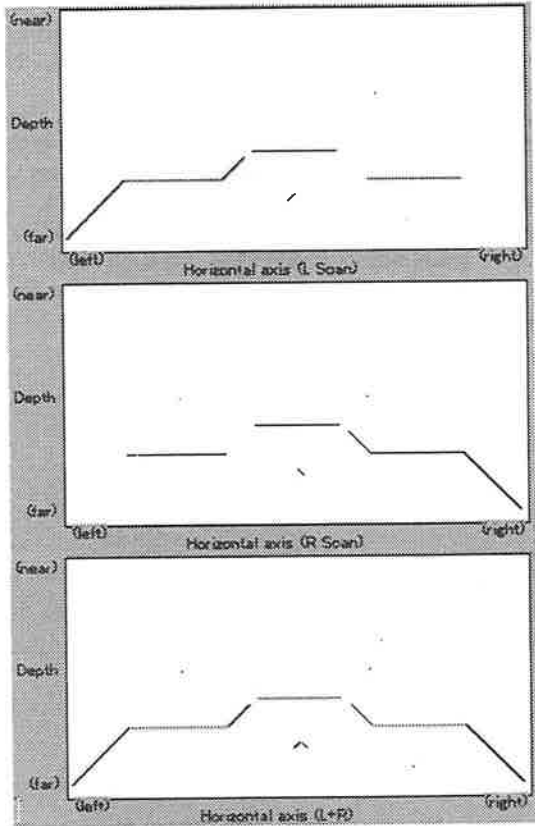 (near)
Depth
(far)
(left)
(right)
Horizontal axis (L Scan)
(near)
Depth
(far)
(left)
(right)
Horizontal axis (R Scan)
(near)
Depth
(far)
(left)
(right)
Horizontal axis (L+R)